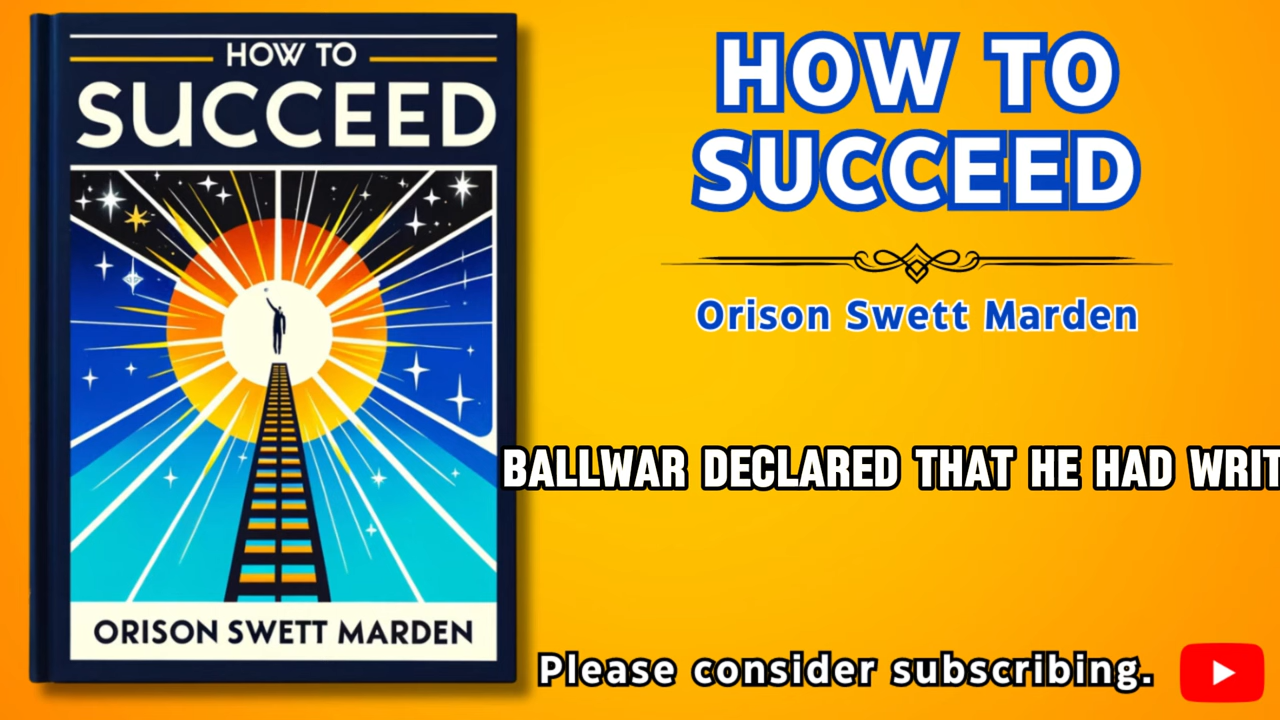 HOW TO
SUCCEED
ORISON SWETT MARDEN
HOW TO
SUCCEED
Orison Swett Marden
BALLWAR DECLARED THAT HE HAD WRIT
Please consider subscribing.